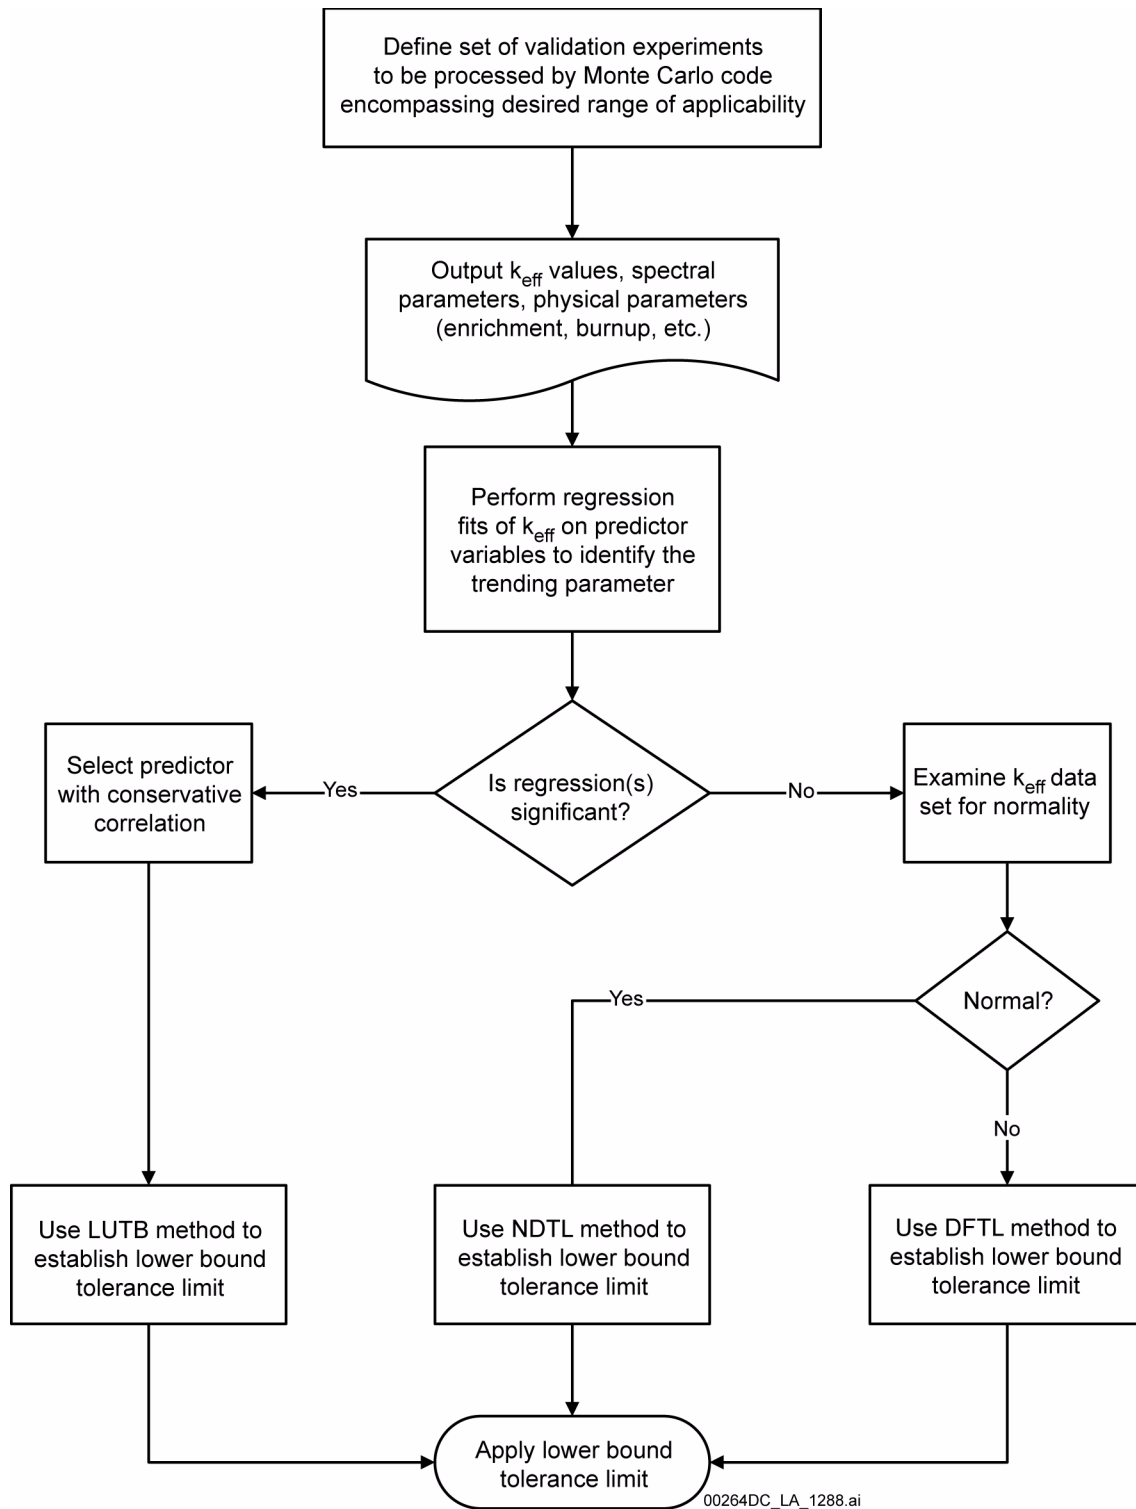 Define set of validation experiments
to be processed by Monte Carlo code
encompassing desired range of applicability
Output keff values, spectral
parameters, physical parameters
(enrichment, burnup, etc.)
Perform regression
fits of keff on predictor
variables to identify the
trending parameter
Select predictor
with conservative
correlation
Yes
Is regression(s)
significant?
No
Examine keff data
set for normality
Yes
Normal?
No
Use LUTB method to
establish lower bound
tolerance limit
Use NDTL method to
establish lower bound
tolerance limit
Use DFTL method to
establish lower bound
tolerance limit
Apply lower bound
tolerance limit
00264DC_LA_1288.ai